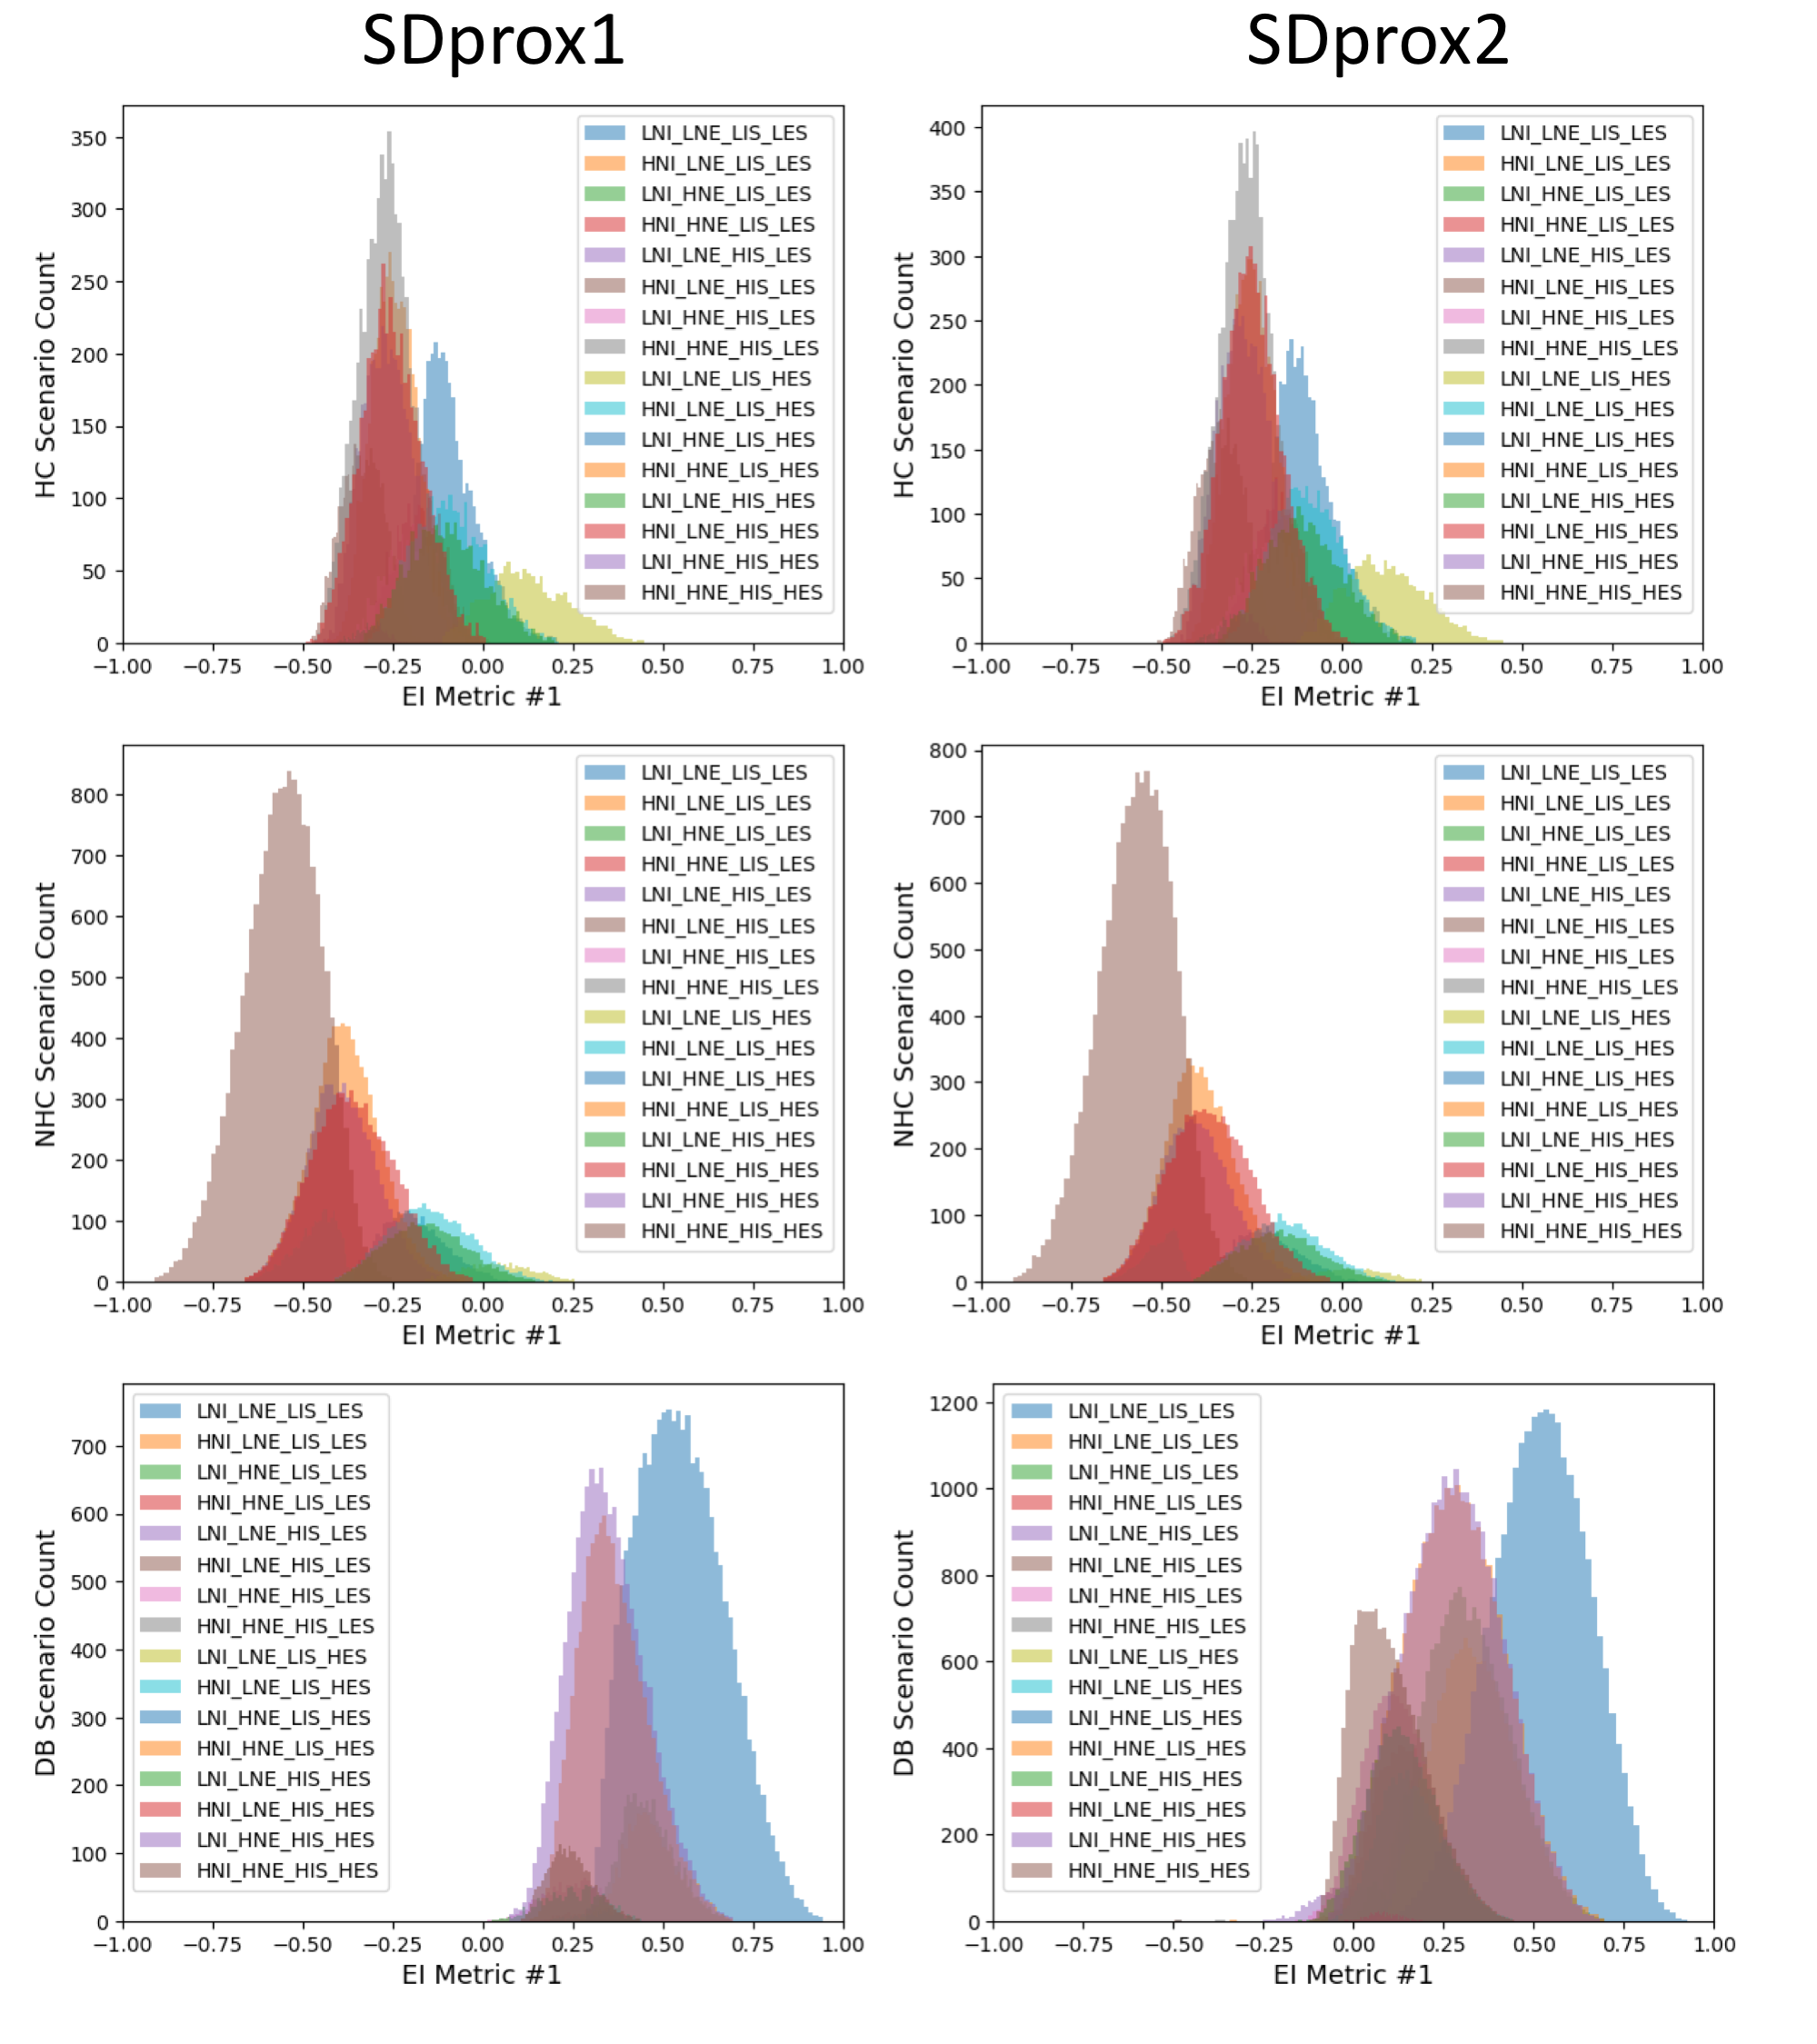 SDprox1
SDprox2
350
300
250
200
150
100
50
0
HC Scenario Count
LNI_LNE_LIS_LES
HNI_LNE_LIS_LES
LNI_HNE_LIS_LES
HNI_HNE_LIS_LES
LNI_LNE_HIS_LES
HNI_LNE_HIS_LES
LNI_HNE_HIS_LES
HNI_HNE_HIS_LES
LNI_LNE_LIS_HES
HNI_LNE_LIS_HES
LNI_HNE_LIS_HES
HNI_HNE_LIS_HES
LNI_LNE_HIS_HES
HNI_LNE_HIS_HES
LNI_HNE_HIS_HES
HNI_HNE_HIS_HES
−1.00 −0.75 −0.50 −0.25 0.00 0.25 0.50 0.75 1.00
EI Metric #1
400
350
300
250
200
150
100
50
0
HC Scenario Count
LNI_LNE_LIS_LES
HNI_LNE_LIS_LES
LNI_HNE_LIS_LES
HNI_HNE_LIS_LES
LNI_LNE_HIS_LES
HNI_LNE_HIS_LES
LNI_HNE_HIS_LES
HNI_HNE_HIS_LES
LNI_LNE_LIS_HES
HNI_LNE_LIS_HES
LNI_HNE_LIS_HES
HNI_HNE_LIS_HES
LNI_LNE_HIS_HES
HNI_LNE_HIS_HES
LNI_HNE_HIS_HES
HNI_HNE_HIS_HES
−1.00 −0.75 −0.50 −0.25 0.00 0.25 0.50 0.75 1.00
EI Metric #1
800
700
600
500
400
300
200
100
0
NHC Scenario Count
LNI_LNE_LIS_LES
HNI_LNE_LIS_LES
LNI_HNE_LIS_LES
HNI_HNE_LIS_LES
LNI_LNE_HIS_LES
HNI_LNE_HIS_LES
LNI_HNE_HIS_LES
HNI_HNE_HIS_LES
LNI_LNE_LIS_HES
HNI_LNE_LIS_HES
LNI_HNE_LIS_HES
HNI_HNE_LIS_HES
LNI_LNE_HIS_HES
HNI_LNE_HIS_HES
LNI_HNE_HIS_HES
HNI_HNE_HIS_HES
−1.00 −0.75 −0.50 −0.25 0.00 0.25 0.50 0.75 1.00
EI Metric #1
800
700
600
500
400
300
200
100
0
NHC Scenario Count
LNI_LNE_LIS_LES
HNI_LNE_LIS_LES
LNI_HNE_LIS_LES
HNI_HNE_LIS_LES
LNI_LNE_HIS_LES
HNI_LNE_HIS_LES
LNI_HNE_HIS_LES
HNI_HNE_HIS_LES
LNI_LNE_LIS_HES
HNI_LNE_LIS_HES
LNI_HNE_LIS_HES
HNI_HNE_LIS_HES
LNI_LNE_HIS_HES
HNI_LNE_HIS_HES
LNI_HNE_HIS_HES
HNI_HNE_HIS_HES
−1.00 −0.75 −0.50 −0.25 0.00 0.25 0.50 0.75 1.00
EI Metric #1
700
600
500
400
300
200
100
0
DB Scenario Count
LNI_LNE_LIS_LES
HNI_LNE_LIS_LES
LNI_HNE_LIS_LES
HNI_HNE_LIS_LES
LNI_LNE_HIS_LES
HNI_LNE_HIS_LES
LNI_HNE_HIS_LES
HNI_HNE_HIS_LES
LNI_LNE_LIS_HES
HNI_LNE_LIS_HES
LNI_HNE_LIS_HES
HNI_HNE_LIS_HES
LNI_LNE_HIS_HES
HNI_LNE_HIS_HES
LNI_HNE_HIS_HES
HNI_HNE_HIS_HES
−1.00 −0.75 −0.50 −0.25 0.00 0.25 0.50 0.75 1.00
EI Metric #1
1200
1000
800
600
400
200
0
DB Scenario Count
LNI_LNE_LIS_LES
HNI_LNE_LIS_LES
LNI_HNE_LIS_LES
HNI_HNE_LIS_LES
LNI_LNE_HIS_LES
HNI_LNE_HIS_LES
LNI_HNE_HIS_LES
HNI_HNE_HIS_LES
LNI_LNE_LIS_HES
HNI_LNE_LIS_HES
LNI_HNE_LIS_HES
HNI_HNE_LIS_HES
LNI_LNE_HIS_HES
HNI_LNE_HIS_HES
LNI_HNE_HIS_HES
HNI_HNE_HIS_HES
−1.00 −0.75 −0.50 −0.25 0.00 0.25 0.50 0.75 1.00
EI Metric #1